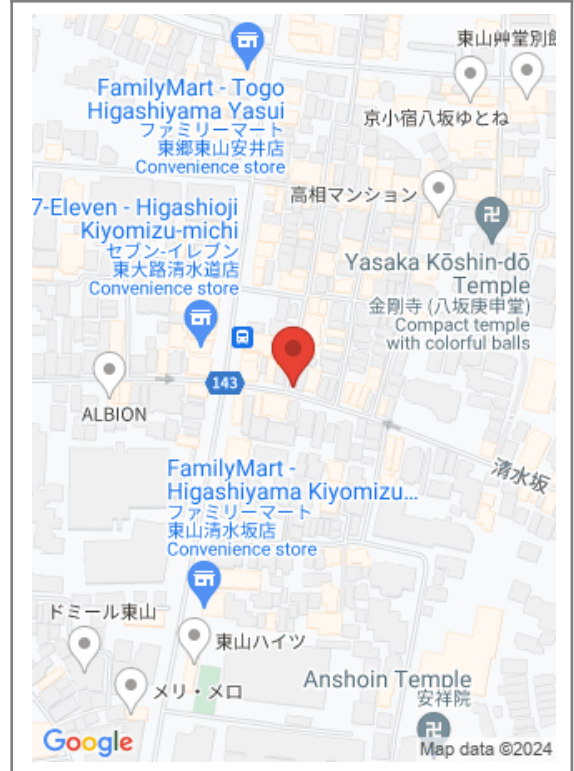 東山艸堂別館
FamilyMart - Togo
Higashiyama Yasui
ファミリーマート
東郷東山安井店
Convenience store
京小宿八坂ゆとね
高相マンション
7-Eleven - Higashioji
Kiyomizu-michi
セブン-イレブン
東大路清水道店
Convenience store
Yasaka Kōshin-dō
Temple
金剛寺 (八坂庚申堂)
Compact temple
with colorful balls
143
ALBION
清水坂
FamilyMart -
Higashiyama Kiyomizu...
ファミリーマート
東山清水坂店
Convenience store
ドミール東山
東山ハイツ
メリ・メロ
Anshoin Temple
安祥院
Google
Map data ©2024